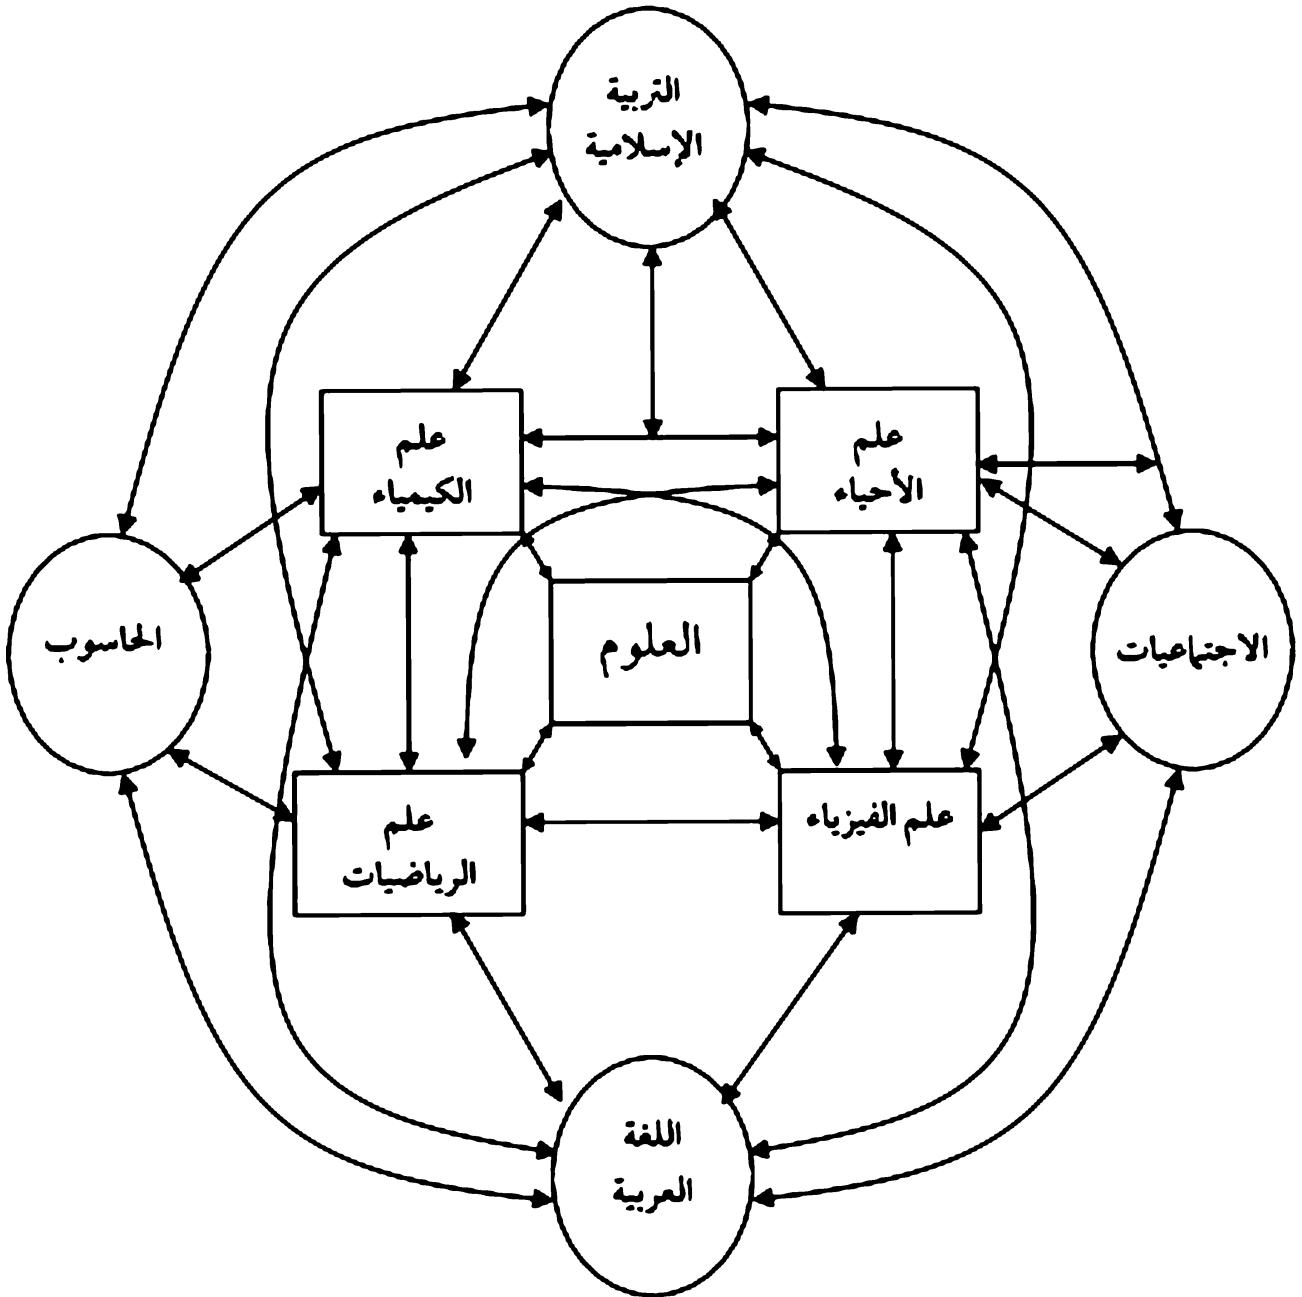 التربية
الإسلامية
علم
الأحياء
علم
الكيمياء
الاجتماعيات
العلوم
الحاسوب
علم الفيزياء
علم
الرياضيات
اللغة
العربية